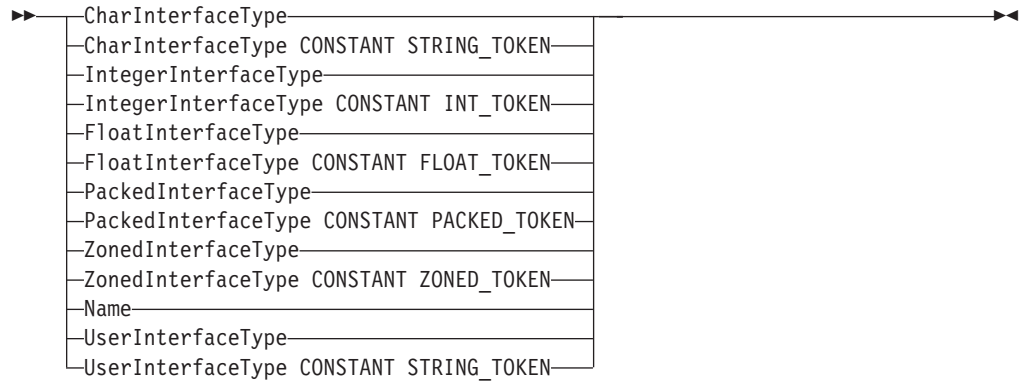 CharInterfaceType
CharInterfaceType CONSTANT STRING_TOKEN
IntegerInterfaceType
IntegerInterfaceType CONSTANT INT_TOKEN
FloatInterfaceType
FloatInterfaceType CONSTANT FLOAT_TOKEN
PackedInterfaceType
PackedInterfaceType CONSTANT PACKED_TOKEN
ZonedInterfaceType
ZonedInterfaceType CONSTANT ZONED_TOKEN
Name
UserInterfaceType
UserInterfaceType CONSTANT STRING_TOKEN